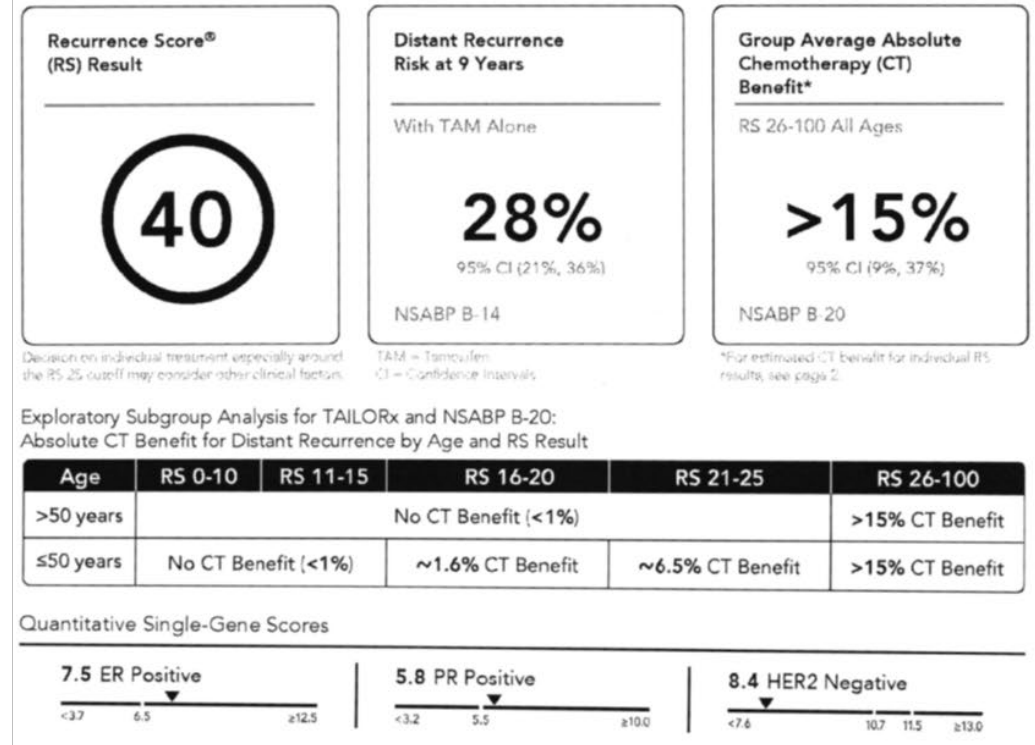 Recurrence Score®
(RS) Result
40
Decision on individual treatment especially around
the RS 25 cutoff may consider other clinical factors.
Distant Recurrence
Risk at 9 Years
With TAM Alone
28%
95% CI (21%, 36%)
NSABP B-14
TAM = Tamoxifen
CI = Confidence Intervals
Group Average Absolute
Chemotherapy (CT)
Benefit*
RS 26-100 All Ages
>15%
95% CI (9%, 37%)
NSABP B-20
*For estimated CT benefit for individual RS
results, see page 2.
Exploratory Subgroup Analysis for TAILORx and NSABP B-20:
Absolute CT Benefit for Distant Recurrence by Age and RS Result
Age RS 0-10 RS 11-15 RS 16-20 RS 21-25 RS 26-100
>50 years No CT Benefit (<1%) >15% CT Benefit
≤50 years No CT Benefit (<1%) ~1.6% CT Benefit ~6.5% CT Benefit >15% CT Benefit
Quantitative Single-Gene Scores
7.5 ER Positive
<3.7 6.5 ≥12.5
5.8 PR Positive
<3.2 5.5 ≥10.0
8.4 HER2 Negative
<7.6 10.7 11.5 ≥13.0